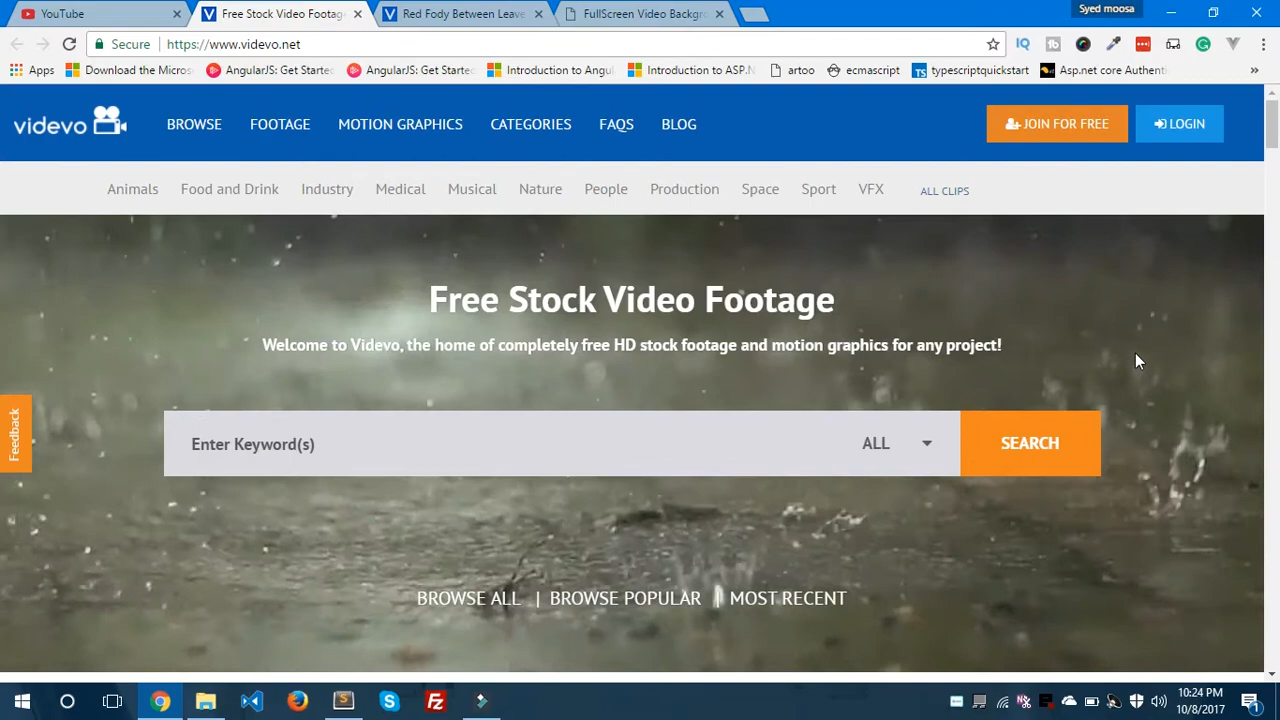 YouTube
Free Stock Video Footage
Red Fody Between Leave
FullScreen Video Backgro
Syed moosa
Secure
https://www.videvo.net
Apps
Download the Micros
AngularJS: Get Starte
AngularJS: Get Starte
Introduction to Angu
Introduction to ASP.N
artoo
ecmascript
typescriptquickstart
Asp.net core Authent
videvo
BROWSE
FOOTAGE
MOTION GRAPHICS
CATEGORIES
FAQS
BLOG
JOIN FOR FREE
LOGIN
Animals
Food and Drink
Industry
Medical
Musical
Nature
People
Production
Space
Sport
VFX
ALL CLIPS
Free Stock Video Footage
Welcome to Videvo, the home of completely free HD stock footage and motion graphics for any project!
Feedback
Enter Keyword(s)
ALL
SEARCH
BROWSE ALL | BROWSE POPULAR | MOST RECENT
10:24 PM
10/8/2017